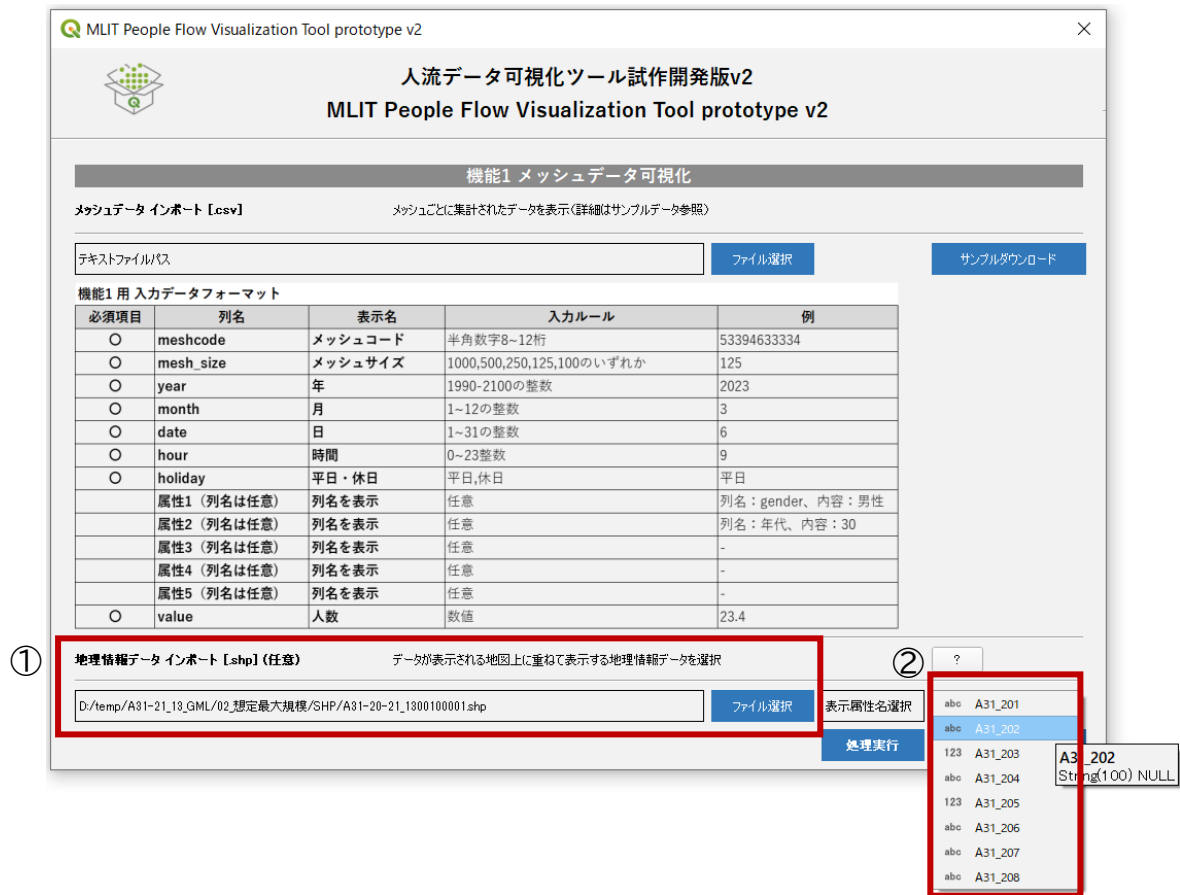 MLIT People Flow Visualization Tool prototype v2
人流データ可視化ツール試作開発版v2
MLIT People Flow Visualization Tool prototype v2
機能1 メッシュデータ可視化
メッシュデータ インポート [.csv] メッシュごとに集計されたデータを表示(詳細はサンプルデータ参照)
テキストファイルパス ファイル選択 サンプルダウンロード
機能1 用 入力データフォーマット
必須項目 列名 表示名 入力ルール 例
○ meshcode メッシュコード 半角数字8~12桁 53394633334
○ mesh_size メッシュサイズ 1000,500,250,125,100のいずれか 125
○ year 年 1990-2100の整数 2023
○ month 月 1~12の整数 3
○ date 日 1~31の整数 6
○ hour 時間 0~23整数 9
○ holiday 平日・休日 平日,休日 平日
属性1（列名は任意） 列名を表示 任意 列名：gender、内容：男性
属性2（列名は任意） 列名を表示 任意 列名：年代、内容：30
属性3（列名は任意） 列名を表示 任意 -
属性4（列名は任意） 列名を表示 任意 -
属性5（列名は任意） 列名を表示 任意 -
○ value 人数 数値 23.4
① 地理情報データ インポート [.shp] (任意) データが表示される地図上に重ねて表示する地理情報データを選択 ② ?
D:/temp/A31-21_13_GML/02_想定最大規模/SHP/A31-20-21_1300100001.shp ファイル選択 表示属性名選択
処理実行
abc A31_201
abc A31_202
123 A31_203
abc A31_204
123 A31_205
abc A31_206
abc A31_207
abc A31_208
A31_202
String(100) NULL